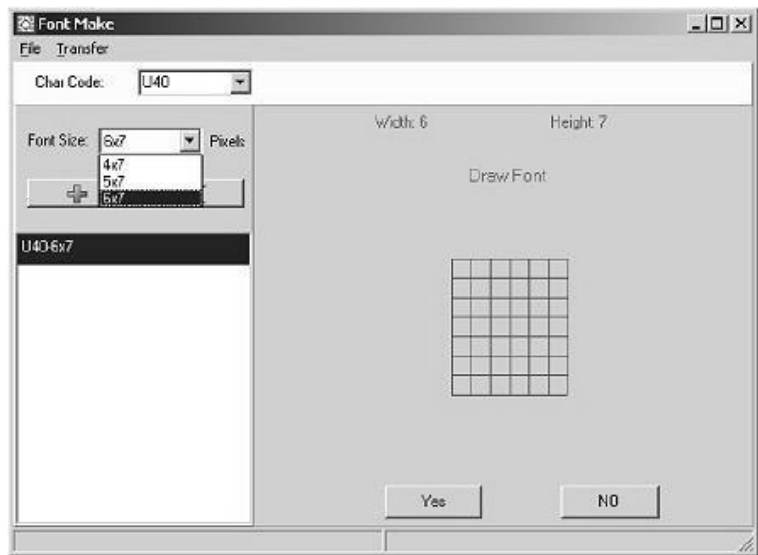 Font Make
File Transfer
Char Code: U40
Width: 6 Height: 7
Font Size: 6x7 Pixels
4x7
5x7
6x7
Draw Font
U40-6x7
Yes NO